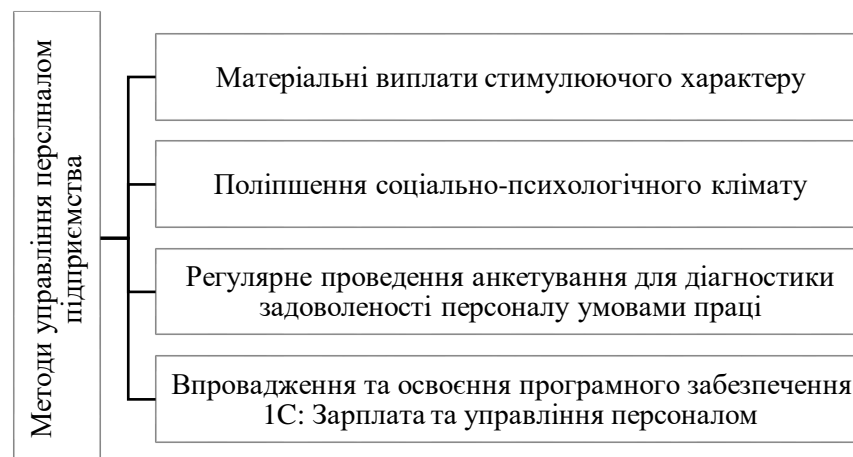 Методи управління перслналом
підприємства
Матеріальні виплати стимулюючого характеру
Поліпшення соціально-психологічного клімату
Регулярне проведення анкетування для діагностики
задоволеності персоналу умовами праці
Впровадження та освоєння програмного забезпечення
1С: Зарплата та управління персоналом